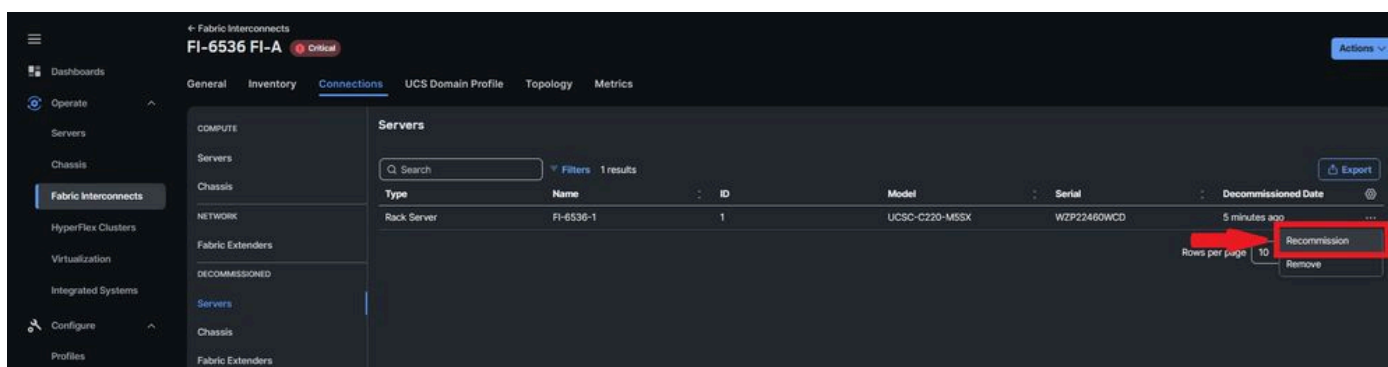 ← Fabric Interconnects
FI-6536 FI-A Critical
Actions
Dashboards
Operate
Servers
Chassis
Fabric Interconnects
HyperFlex Clusters
Virtualization
Integrated Systems
Configure
Profiles
General Inventory Connections UCS Domain Profile Topology Metrics
COMPUTE
Servers
Chassis
NETWORK
Fabric Extenders
DECOMMISSIONED
Servers
Chassis
Fabric Extenders
Servers
Search Filters 1 results Export
Type Name ID Model Serial Decommissioned Date
Rack Server FI-6536-1 1 UCSC-C220-M5SX WZP22460WCD 5 minutes ago ...
Recommission
Rows per page 10
Remove